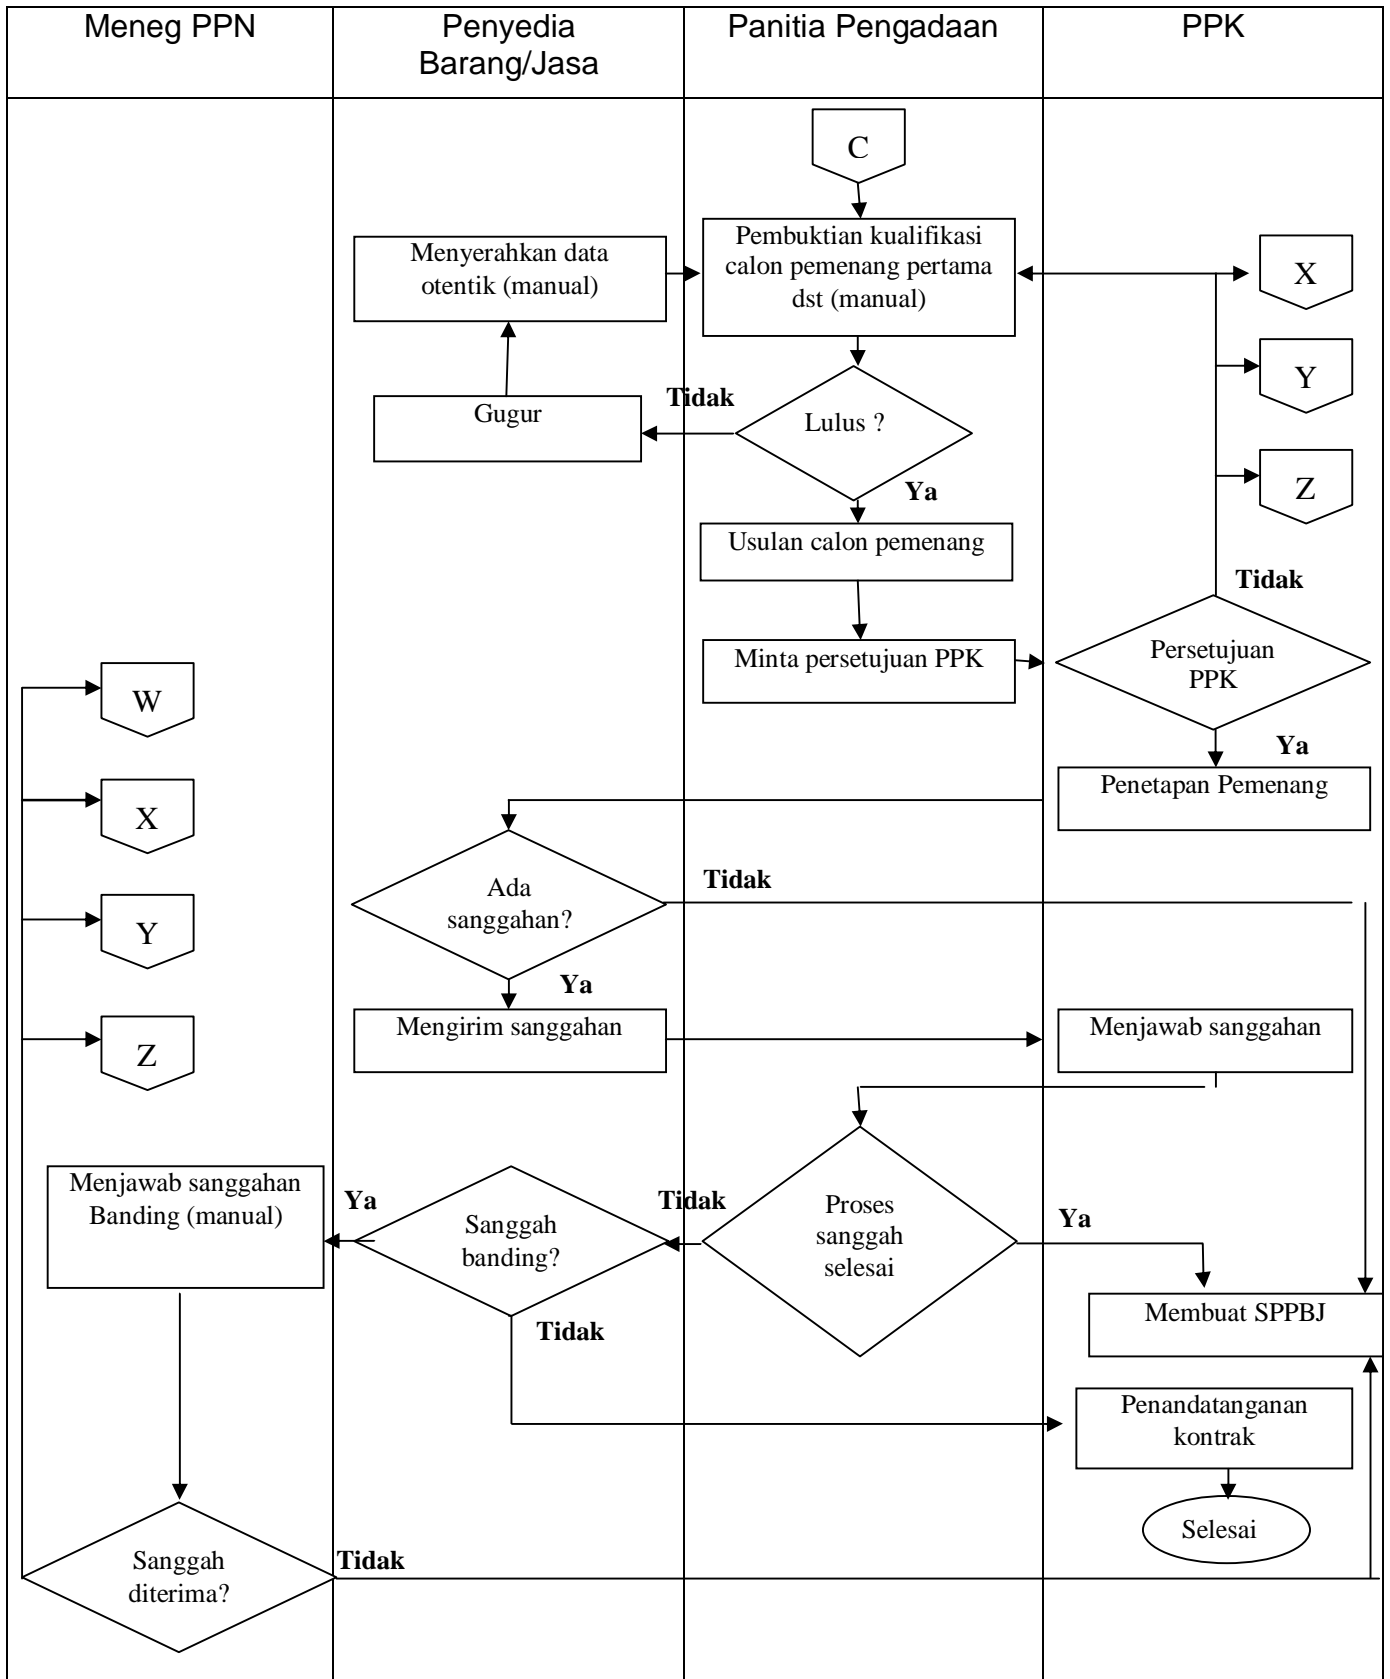 Meneg PPN
Penyedia
Barang/Jasa
Panitia Pengadaan
PPK
C
Menyerahkan data
otentik (manual)
Pembuktian kualifikasi
calon pemenang pertama
dst (manual)
X
Y
Z
Gugur
Tidak
Lulus ?
Ya
Usulan calon pemenang
Tidak
Minta persetujuan PPK
Persetujuan
PPK
Ya
Penetapan Pemenang
W
X
Y
Z
Ada
sanggahan?
Tidak
Ya
Mengirim sanggahan
Menjawab sanggahan
Menjawab sanggahan
Banding (manual)
Ya
Sanggah
banding?
Tidak
Proses
sanggah
selesai
Ya
Tidak
Membuat SPPBJ
Penandatanganan
kontrak
Selesai
Sanggah
diterima?
Tidak